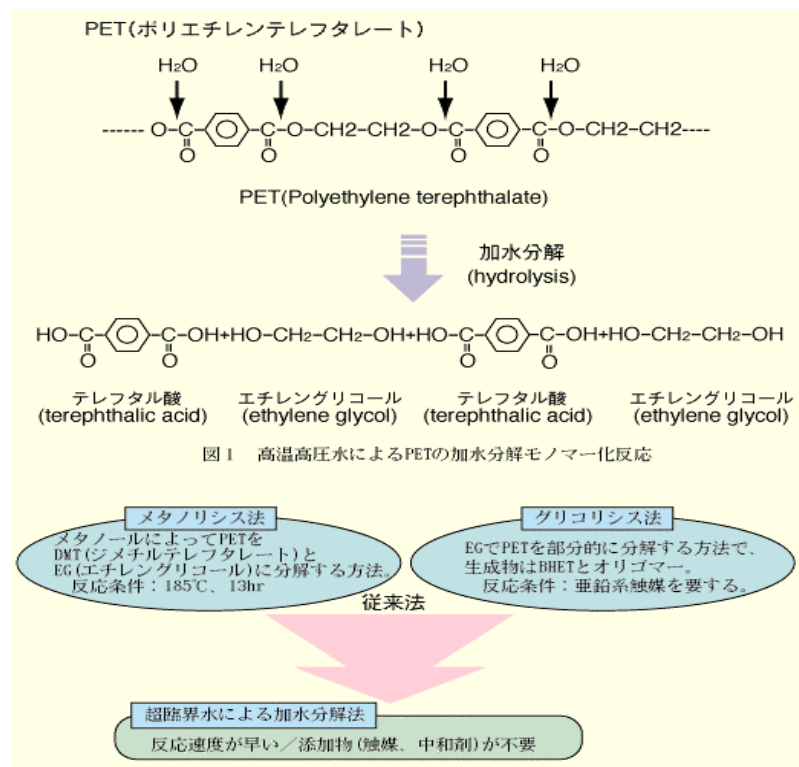 PET(ポリエチレンテレフタレート)
H₂O H₂O H₂O H₂O
------ O-C- -C-O-CH2-CH2-O-C- -C-O-CH2-CH2----
O O O O
PET(Polyethylene terephthalate)
加水分解
(hydrolysis)
HO-C- -C-OH+HO-CH₂-CH₂-OH+HO-C- -C-OH+HO-CH₂-CH₂-OH
O O O O
テレフタル酸 エチレングリコール テレフタル酸 エチレングリコール
(terephthalic acid) (ethylene glycol) (terephthalic acid) (ethylene glycol)
図1 高温高圧水によるPETの加水分解モノマー化反応
メタノリシス法
メタノールによってPETを
DMT(ジメチルテレフタレート)と
EG(エチレングリコール)に分解する方法。
反応条件：185℃、13hr
グリコリシス法
EGでPETを部分的に分解する方法で、
生成物はBHETとオリゴマー。
反応条件：亜鉛系触媒を要する。
従来法
超臨界水による加水分解法
反応速度が早い／添加物(触媒、中和剤)が不要